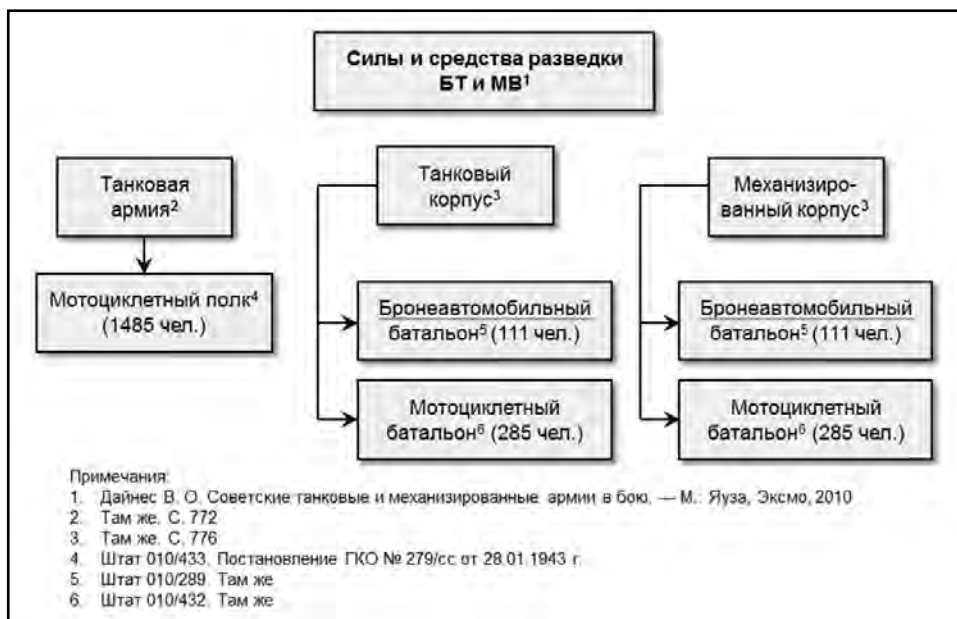 Силы и средства разведки
БТ и МВ¹
Танковая
армия²
Мотоциклетный полк⁴
(1485 чел.)
Танковый
корпус³
Бронеавтомобильный
батальон⁵ (111 чел.)
Мотоциклетный
батальон⁶ (285 чел.)
Механизиро-
ванный корпус³
Бронеавтомобильный
батальон⁵ (111 чел.)
Мотоциклетный
батальон⁶ (285 чел.)
Примечания:
1. Дайнес В. О. Советские танковые и механизированные армии в бою. — М.: Яуза, Эксмо, 2010
2. Там же. С. 772
3. Там же. С. 776
4. Штат 010/433. Постановление ГКО № 279/сс от 28.01.1943 г.
5. Штат 010/289. Там же
6. Штат 010/432. Там же